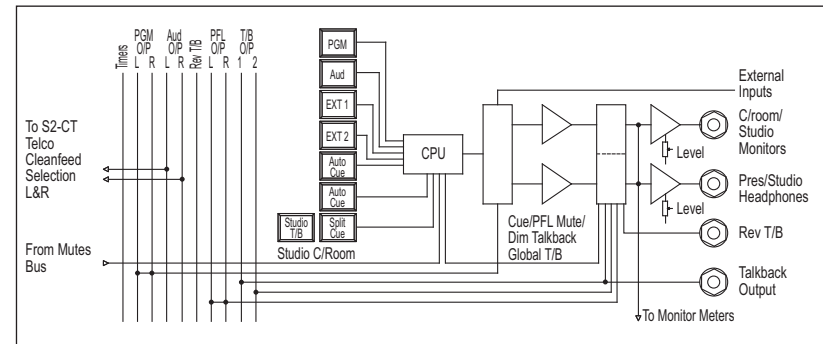 Timers
PGM
O/P
L R
Aud
O/P
L R
Rev T/B
PFL
O/P
L R
T/B
O/P
1 2
PGM
Aud
EXT 1
EXT 2
Auto
Cue
Auto
Cue
Studio
T/B
Split
Cue
Studio C/Room
CPU
To S2-CT
Telco
Cleanfeed
Selection
L&R
From Mutes
Bus
Cue/PFL Mute/
Dim Talkback
Global T/B
External
Inputs
C/room/
Studio
Monitors
Level
Pres/Studio
Headphones
Level
Rev T/B
Talkback
Output
To Monitor Meters